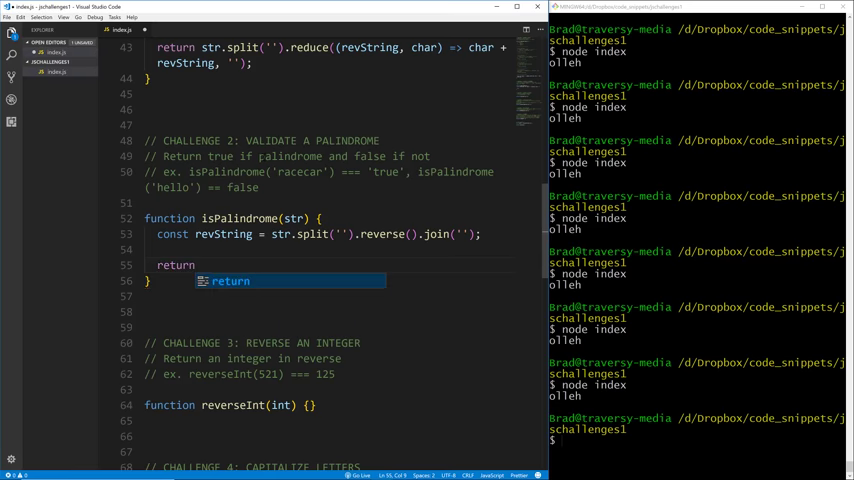 index.js - jschallenges1 - Visual Studio Code
File Edit Selection View Go Debug Tasks Help
EXPLORER
OPEN EDITORS 1 UNSAVED
index.js
JSCHALLENGES1
index.js
index.js
43 return str.split('').reduce((revString, char) => char +
revString, '');
44 }
45
46
47
48 // CHALLENGE 2: VALIDATE A PALINDROME
49 // Return true if palindrome and false if not
50 // ex. isPalindrome('racecar') === 'true', isPalindrome
('hello') == false
51
52 function isPalindrome(str) {
53 const revString = str.split('').reverse().join('');
54
55 return
return
56 }
57
58
59
60 // CHALLENGE 3: REVERSE AN INTEGER
61 // Return an integer in reverse
62 // ex. reverseInt(521) === 125
63
64 function reverseInt(int) {}
65
66
67
68 // CHALLENGE 4: CAPITALIZE LETTERS
0 0 Go Live Ln 55, Col 9 Spaces: 2 UTF-8 CRLF JavaScript Prettier
MINGW64:/d/Dropbox/code_snippets/jschallenges1
Brad@traversy-media /d/Dropbox/code_snippets/j
schallenges1
$ node index
olleh
Brad@traversy-media /d/Dropbox/code_snippets/j
schallenges1
$ node index
olleh
Brad@traversy-media /d/Dropbox/code_snippets/j
schallenges1
$ node index
olleh
Brad@traversy-media /d/Dropbox/code_snippets/j
schallenges1
$ node index
olleh
Brad@traversy-media /d/Dropbox/code_snippets/j
schallenges1
$ node index
olleh
Brad@traversy-media /d/Dropbox/code_snippets/j
schallenges1
$ node index
olleh
Brad@traversy-media /d/Dropbox/code_snippets/j
schallenges1
$ node index
olleh
Brad@traversy-media /d/Dropbox/code_snippets/j
schallenges1
$